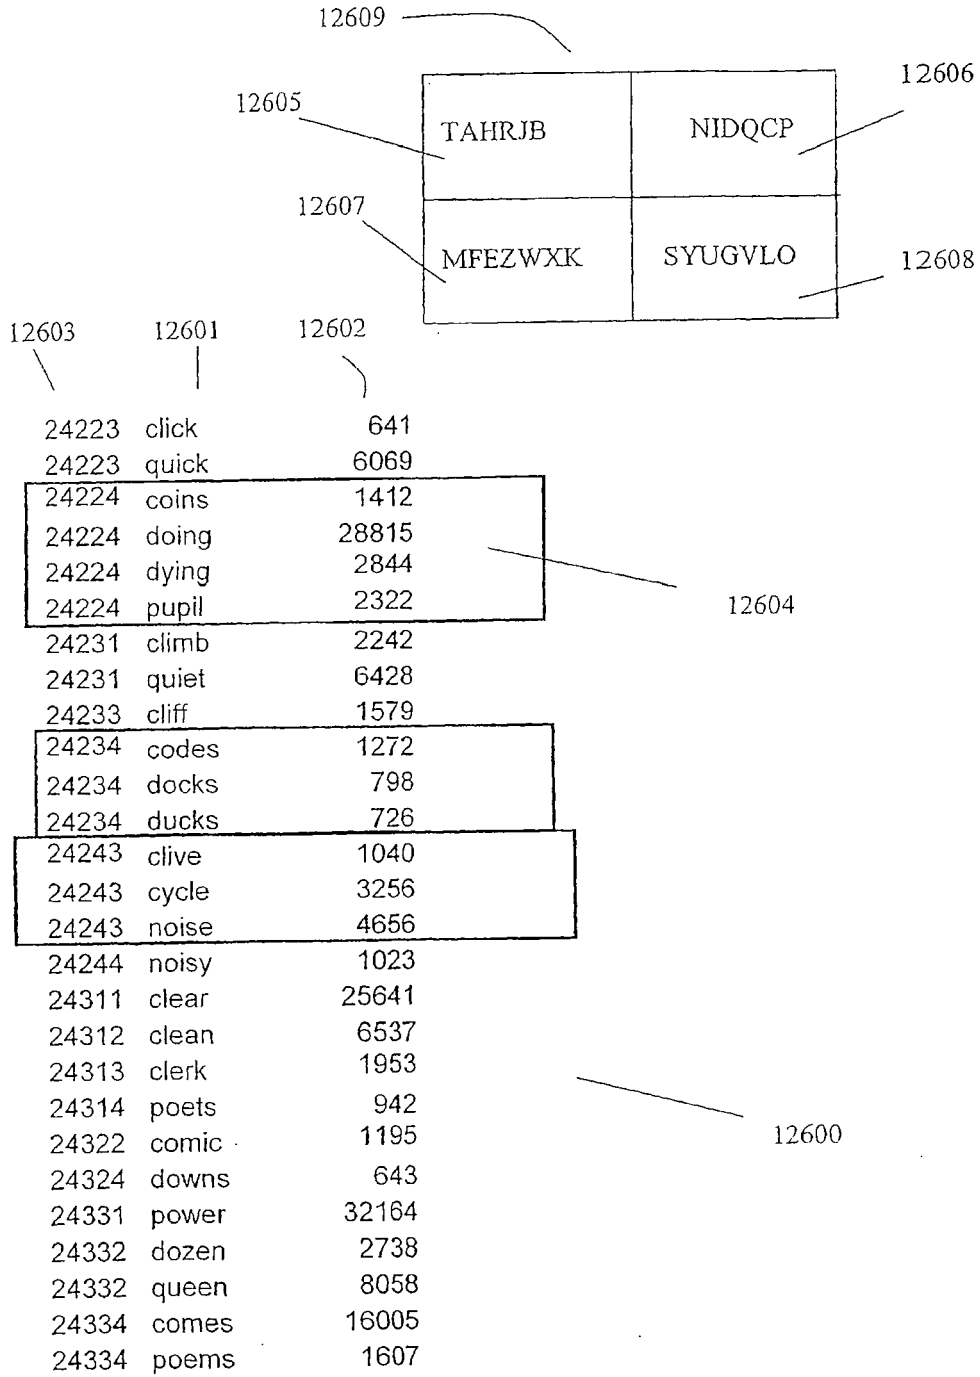 12609
12606
12605
TAHRJB NIDQCP
12607
MFEZWXK SYUGVLO
12608
12603 12601 12602
24223 click 641
24223 quick 6069
24224 coins 1412
24224 doing 28815
24224 dying 2844
24224 pupil 2322
12604
24231 climb 2242
24231 quiet 6428
24233 cliff 1579
24234 codes 1272
24234 docks 798
24234 ducks 726
24243 clive 1040
24243 cycle 3256
24243 noise 4656
24244 noisy 1023
24311 clear 25641
24312 clean 6537
24313 clerk 1953
24314 poets 942
24322 comic 1195
12600
24324 downs 643
24331 power 32164
24332 dozen 2738
24332 queen 8058
24334 comes 16005
24334 poems 1607